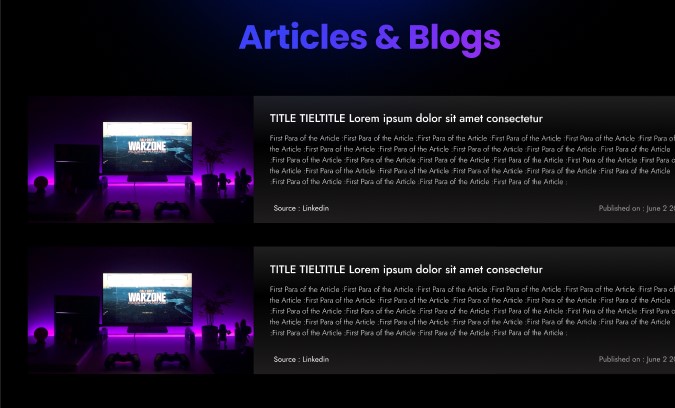 Articles & Blogs
WARZONE
TITLE TIELTITLE Lorem ipsum dolor sit amet consectetur
First Para of the Article :First Para of the Article :First Para of the Article :First Para of the Article :First Para of the Article :First Para of
the Article :First Para of the Article :First Para of the Article :First Para of the Article :First Para of the Article :First Para of the Article
:First Para of the Article :First Para of the Article :First Para of the Article :First Para of the Article :First Para of the Article :First Para of
the Article :First Para of the Article :First Para of the Article :First Para of the Article :First Para of the Article :First Para of the Article
:First Para of the Article :First Para of the Article :First Para of the Article :First Para of the Article :
Source : Linkedin
Published on : June 2 20
WARZONE
TITLE TIELTITLE Lorem ipsum dolor sit amet consectetur
First Para of the Article :First Para of the Article :First Para of the Article :First Para of the Article :First Para of the Article :First Para of
the Article :First Para of the Article :First Para of the Article :First Para of the Article :First Para of the Article :First Para of the Article
:First Para of the Article :First Para of the Article :First Para of the Article :First Para of the Article :First Para of the Article :First Para of
the Article :First Para of the Article :First Para of the Article :First Para of the Article :First Para of the Article :First Para of the Article
:First Para of the Article :First Para of the Article :First Para of the Article :First Para of the Article :
Source : Linkedin
Published on : June 2 20